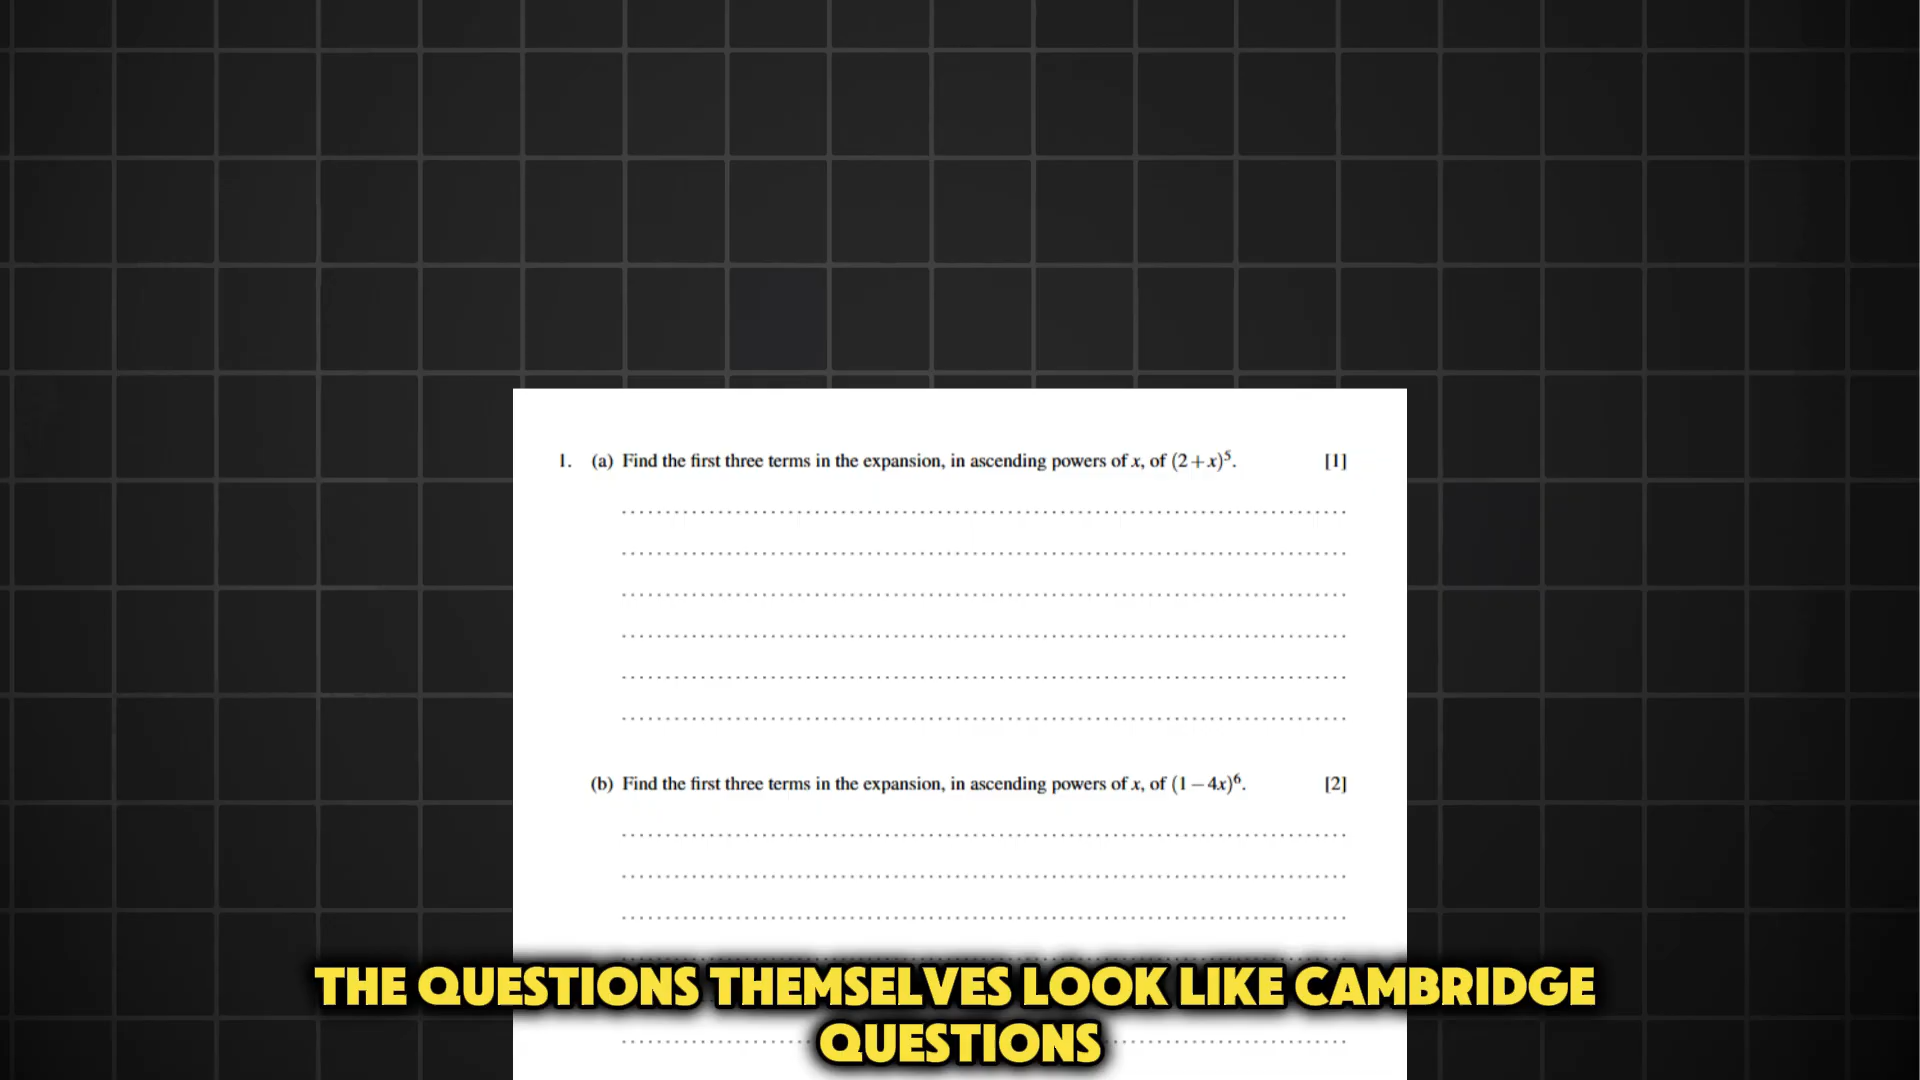 1. (a) Find the first three terms in the expansion, in ascending powers of x, of (2+x)⁵. [1]
(b) Find the first three terms in the expansion, in ascending powers of x, of (1−4x)⁶. [2]
THE QUESTIONS THEMSELVES LOOK LIKE CAMBRIDGE
QUESTIONS